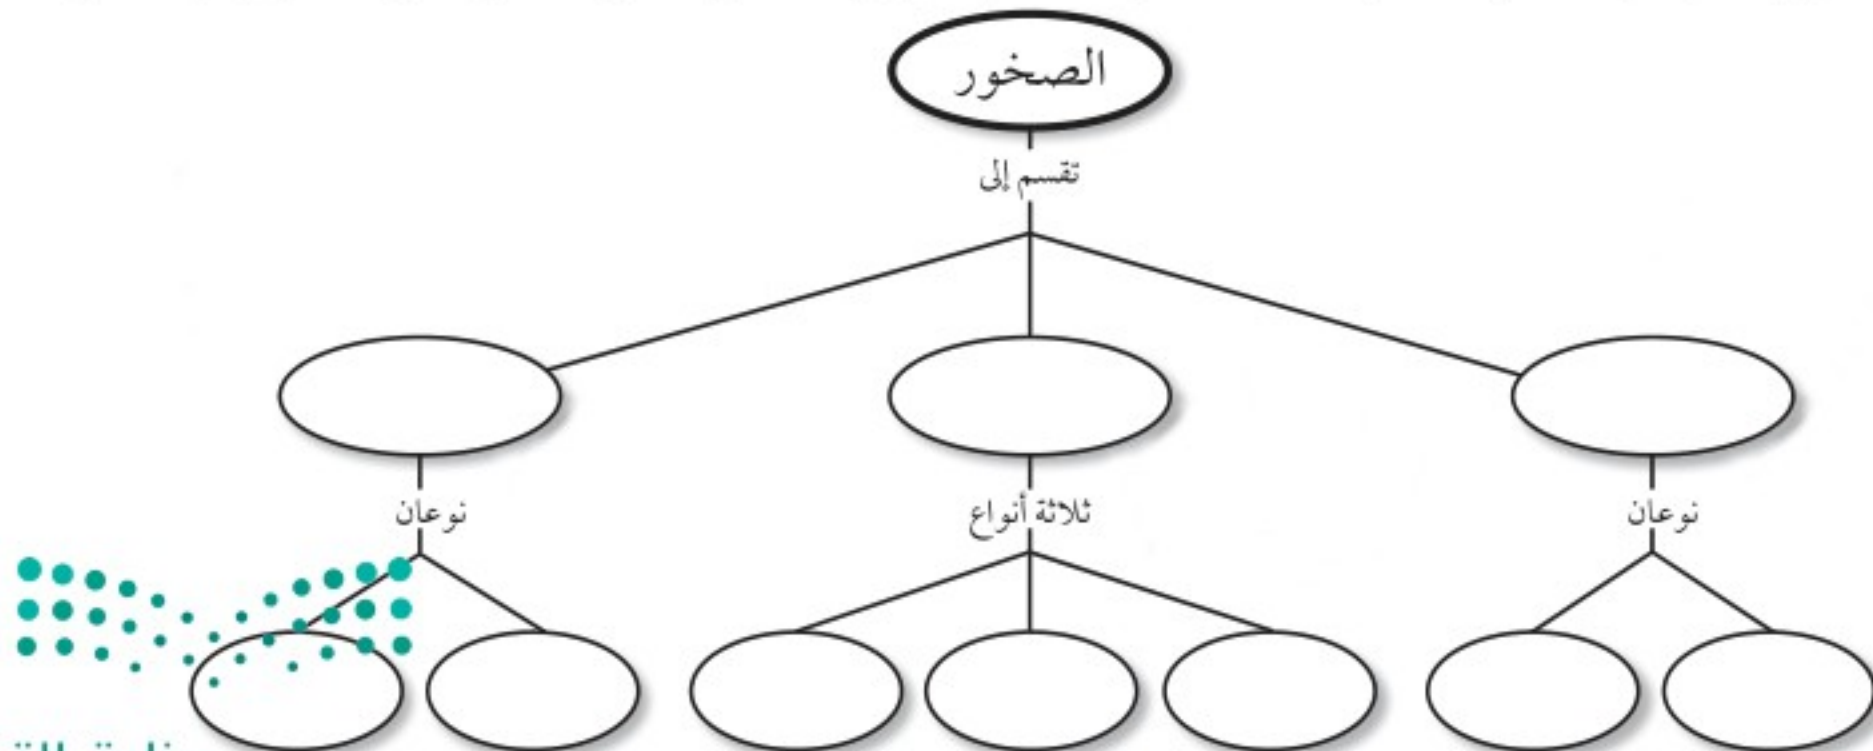 الصخور
تقسم إلى
نوعان
ثلاثة أنواع
نوعان